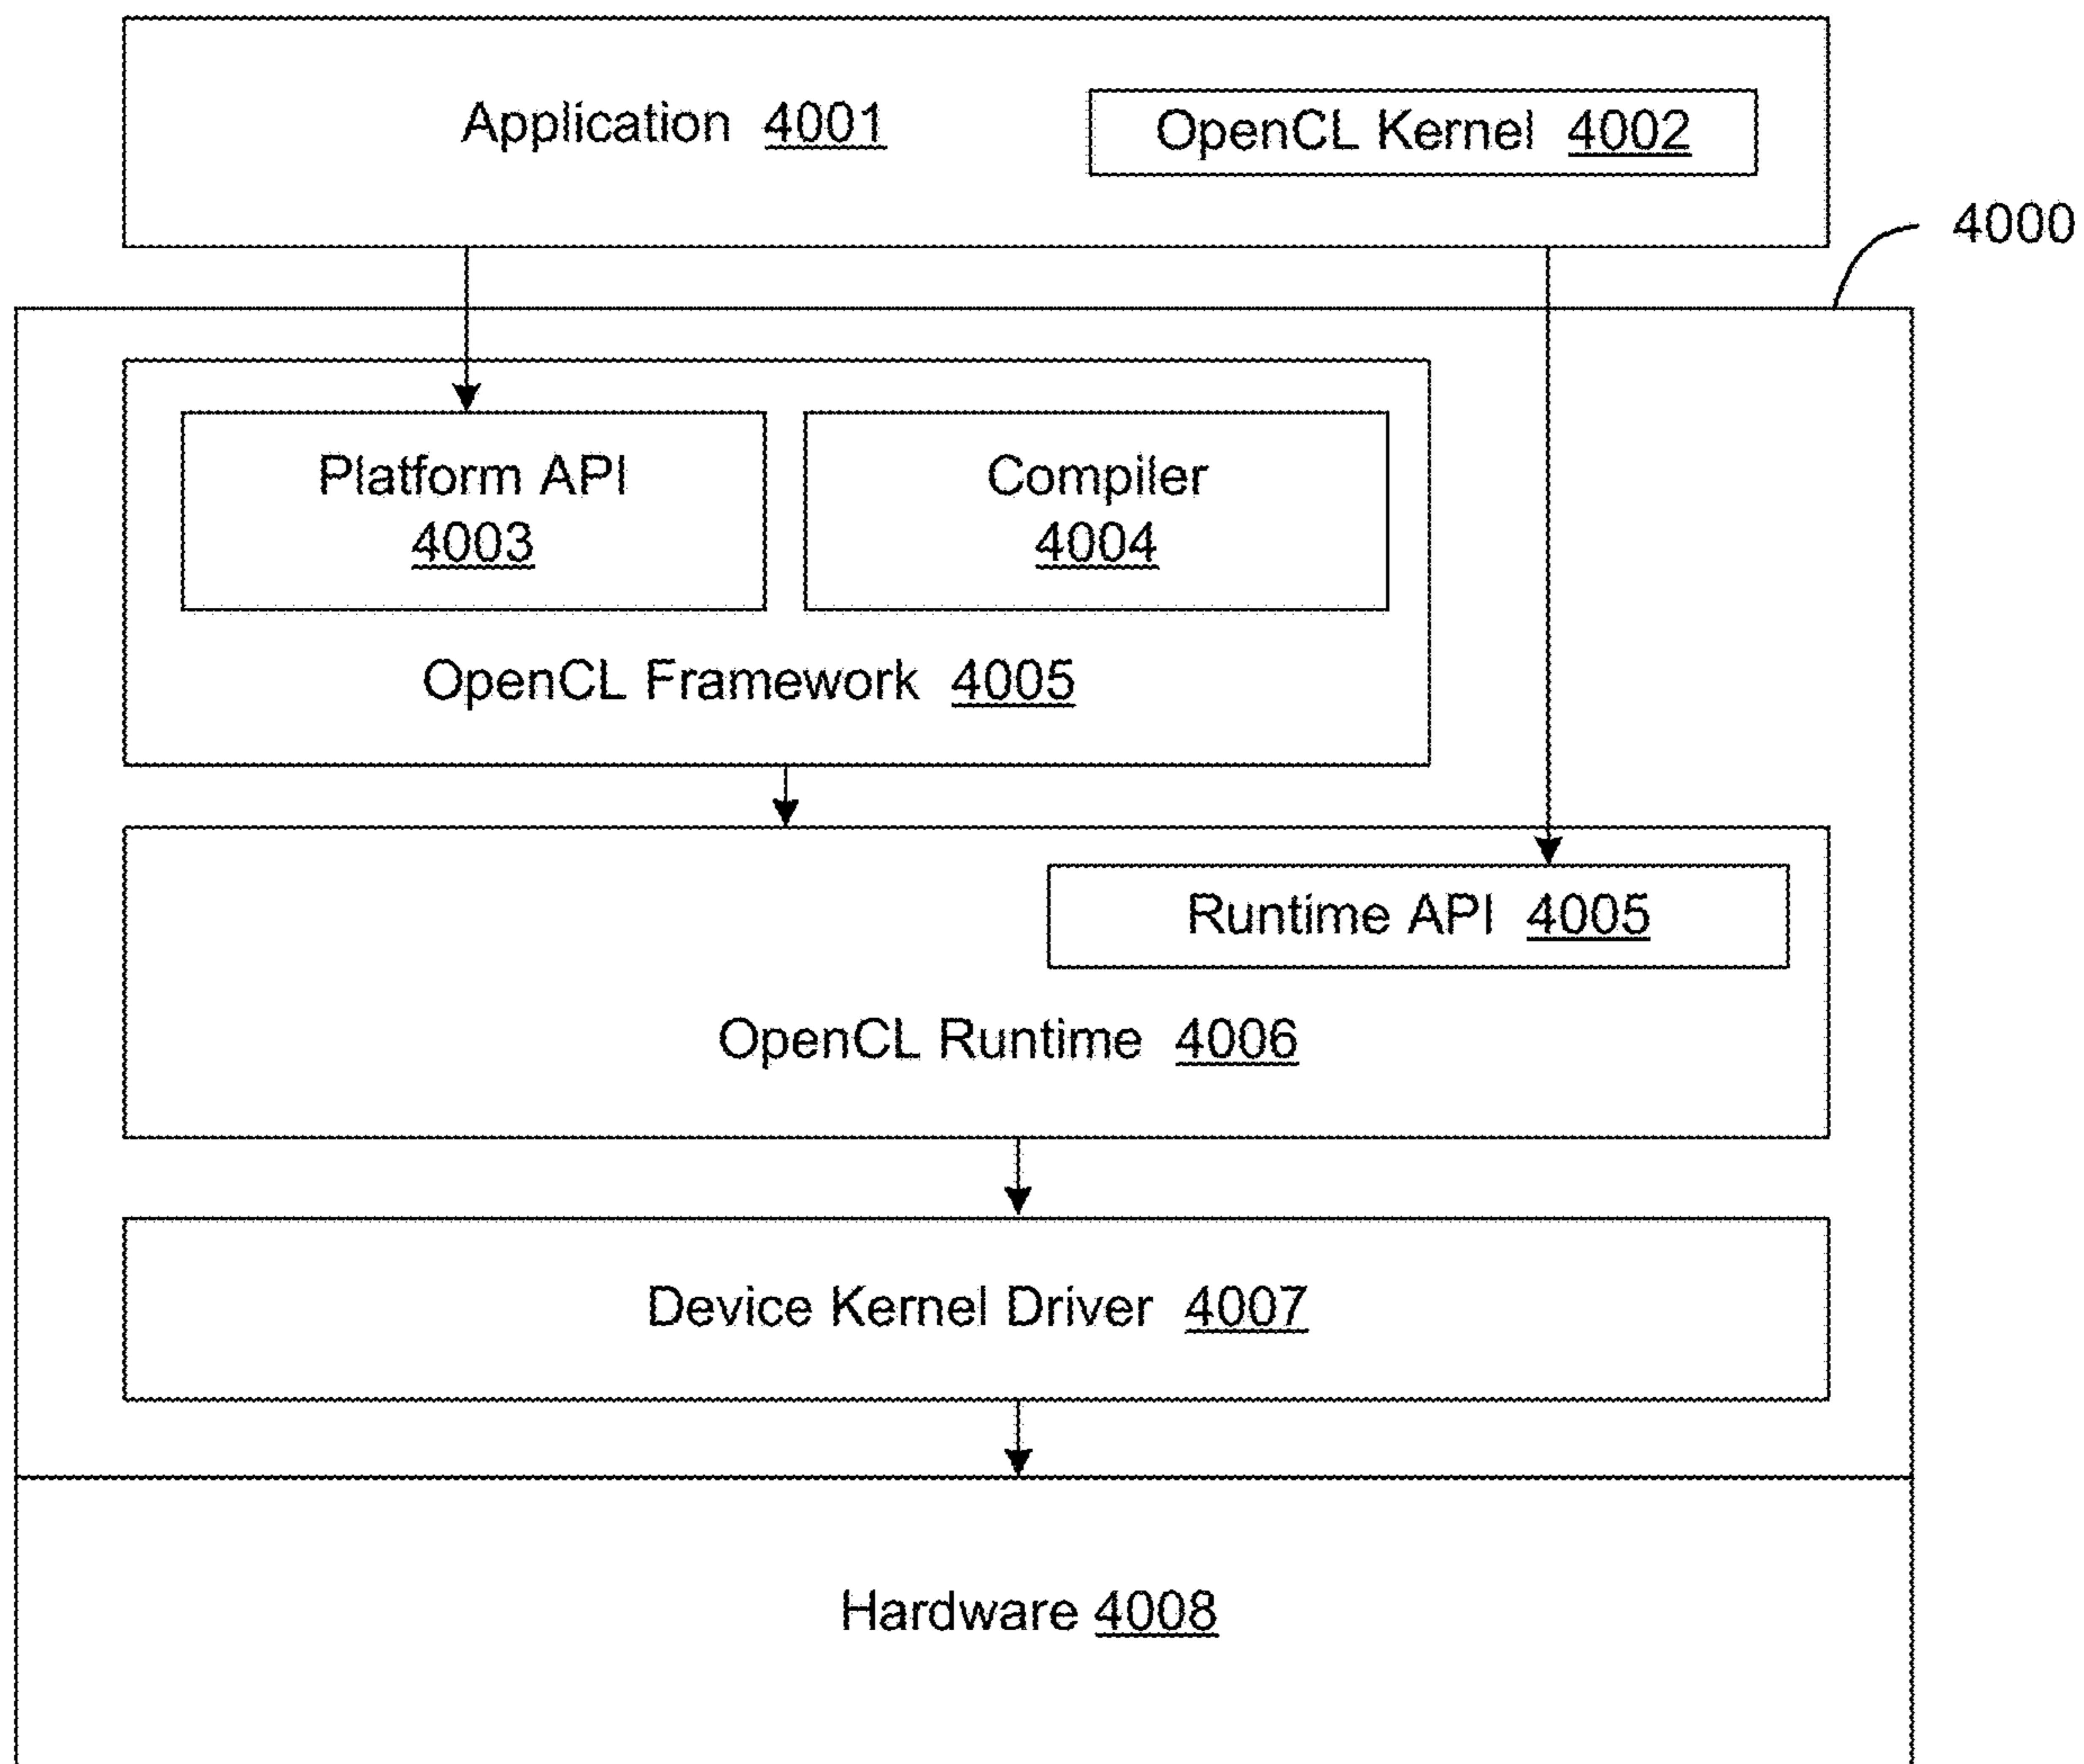 Application 4001
OpenCL Kernel 4002
4000
Platform API
4003
Compiler
4004
OpenCL Framework 4005
Runtime API 4005
OpenCL Runtime 4006
Device Kernel Driver 4007
Hardware 4008